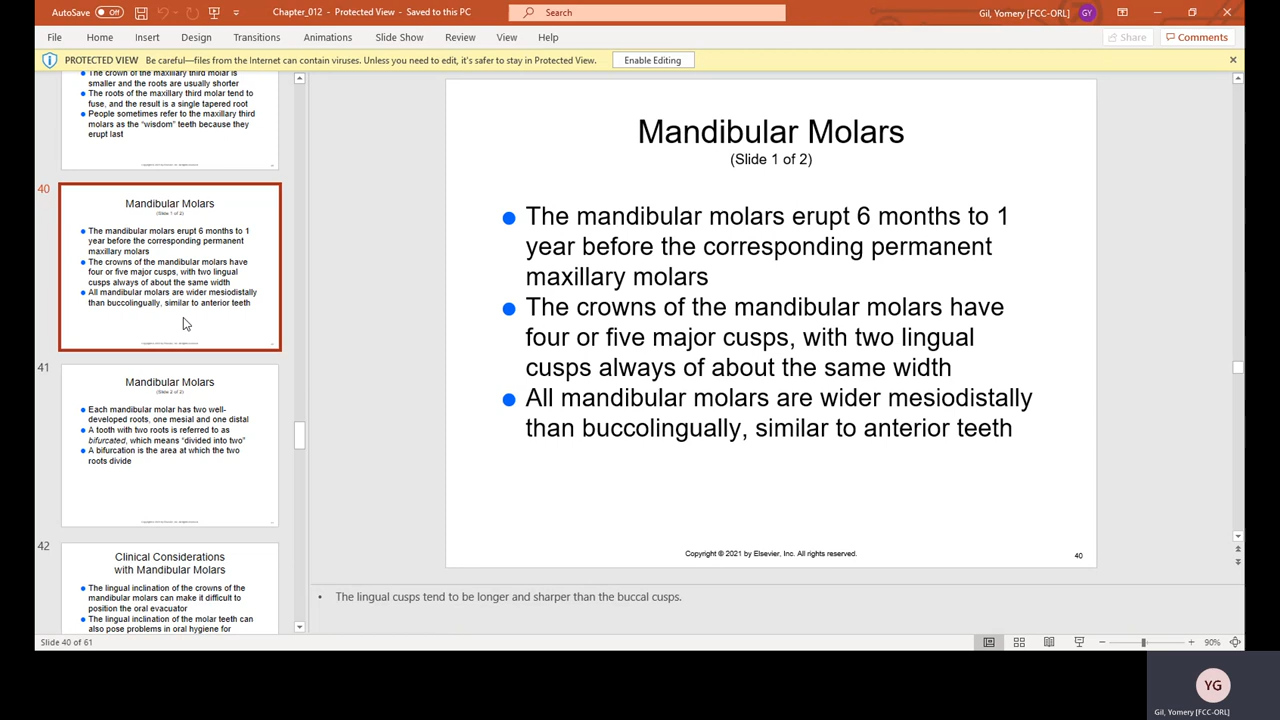 AutoSave Off
Chapter_012 - Protected View - Saved to this PC
Search
Gil, Yomery [FCC-ORL]
GY
File Home Insert Design Transitions Animations Slide Show Review View Help
Share
Comments
PROTECTED VIEW Be careful—files from the Internet can contain viruses. Unless you need to edit, it's safer to stay in Protected View.
Enable Editing
The crown of the maxillary third molar is
smaller and the roots are usually shorter
The roots of the maxillary third molar tend to
fuse, and the result is a single tapered root
People sometimes refer to the maxillary third
molars as the “wisdom” teeth because they
erupt last
40
Mandibular Molars
(Slide 1 of 2)
The mandibular molars erupt 6 months to 1
year before the corresponding permanent
maxillary molars
The crowns of the mandibular molars have
four or five major cusps, with two lingual
cusps always of about the same width
All mandibular molars are wider mesiodistally
than buccolingually, similar to anterior teeth
41
Mandibular Molars
(Slide 2 of 2)
Each mandibular molar has two well-
developed roots, one mesial and one distal
A tooth with two roots is referred to as
bifurcated, which means “divided into two”
A bifurcation is the area at which the two
roots divide
42
Clinical Considerations
with Mandibular Molars
The lingual inclination of the crowns of the
mandibular molars can make it difficult to
position the oral evacuator
The lingual inclination of the molar teeth can
also pose problems in oral hygiene for
Mandibular Molars
(Slide 1 of 2)
The mandibular molars erupt 6 months to 1
year before the corresponding permanent
maxillary molars
The crowns of the mandibular molars have
four or five major cusps, with two lingual
cusps always of about the same width
All mandibular molars are wider mesiodistally
than buccolingually, similar to anterior teeth
Copyright © 2021 by Elsevier, Inc. All rights reserved.
40
The lingual cusps tend to be longer and sharper than the buccal cusps.
Slide 40 of 61
90%
YG
Gil, Yomery [FCC-ORL]